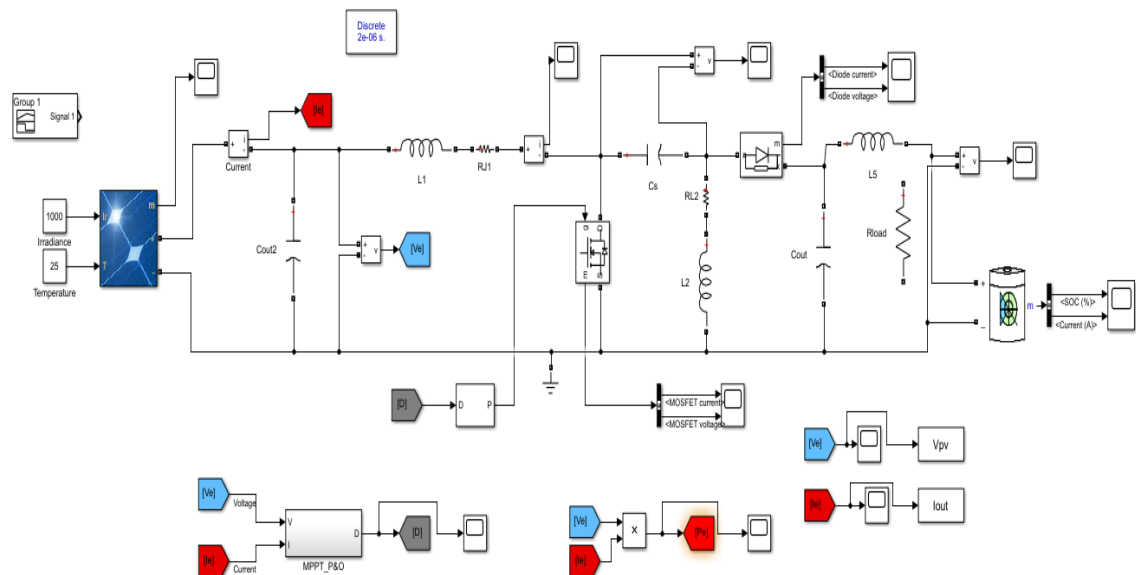 Discrete
2e-06 s.
Group 1
Signal 1
[Ie]
i
+
-
Current
L1
RJ1
+
i
-
+
-
v
<Diode current>
<Diode voltage>
m
k
Cs
RL2
L5
+
-
v
1000
Irradiance
25
Temperature
Ir
T
m
+
-
Cout2
+
-
v
[Ve]
g
D
E
S
L2
Cout
Rload
+
_
m
<SOC (%)>
<Current (A)>
[D]
D
P
<MOSFET current>
<MOSFET voltage>
[Ve]
Vpv
[Ie]
Iout
[Ve]
Voltage
[Ie]
Current
V
I
D
MPPT_P&O
[D]
[Ve]
[Ie]
×
[Pe]